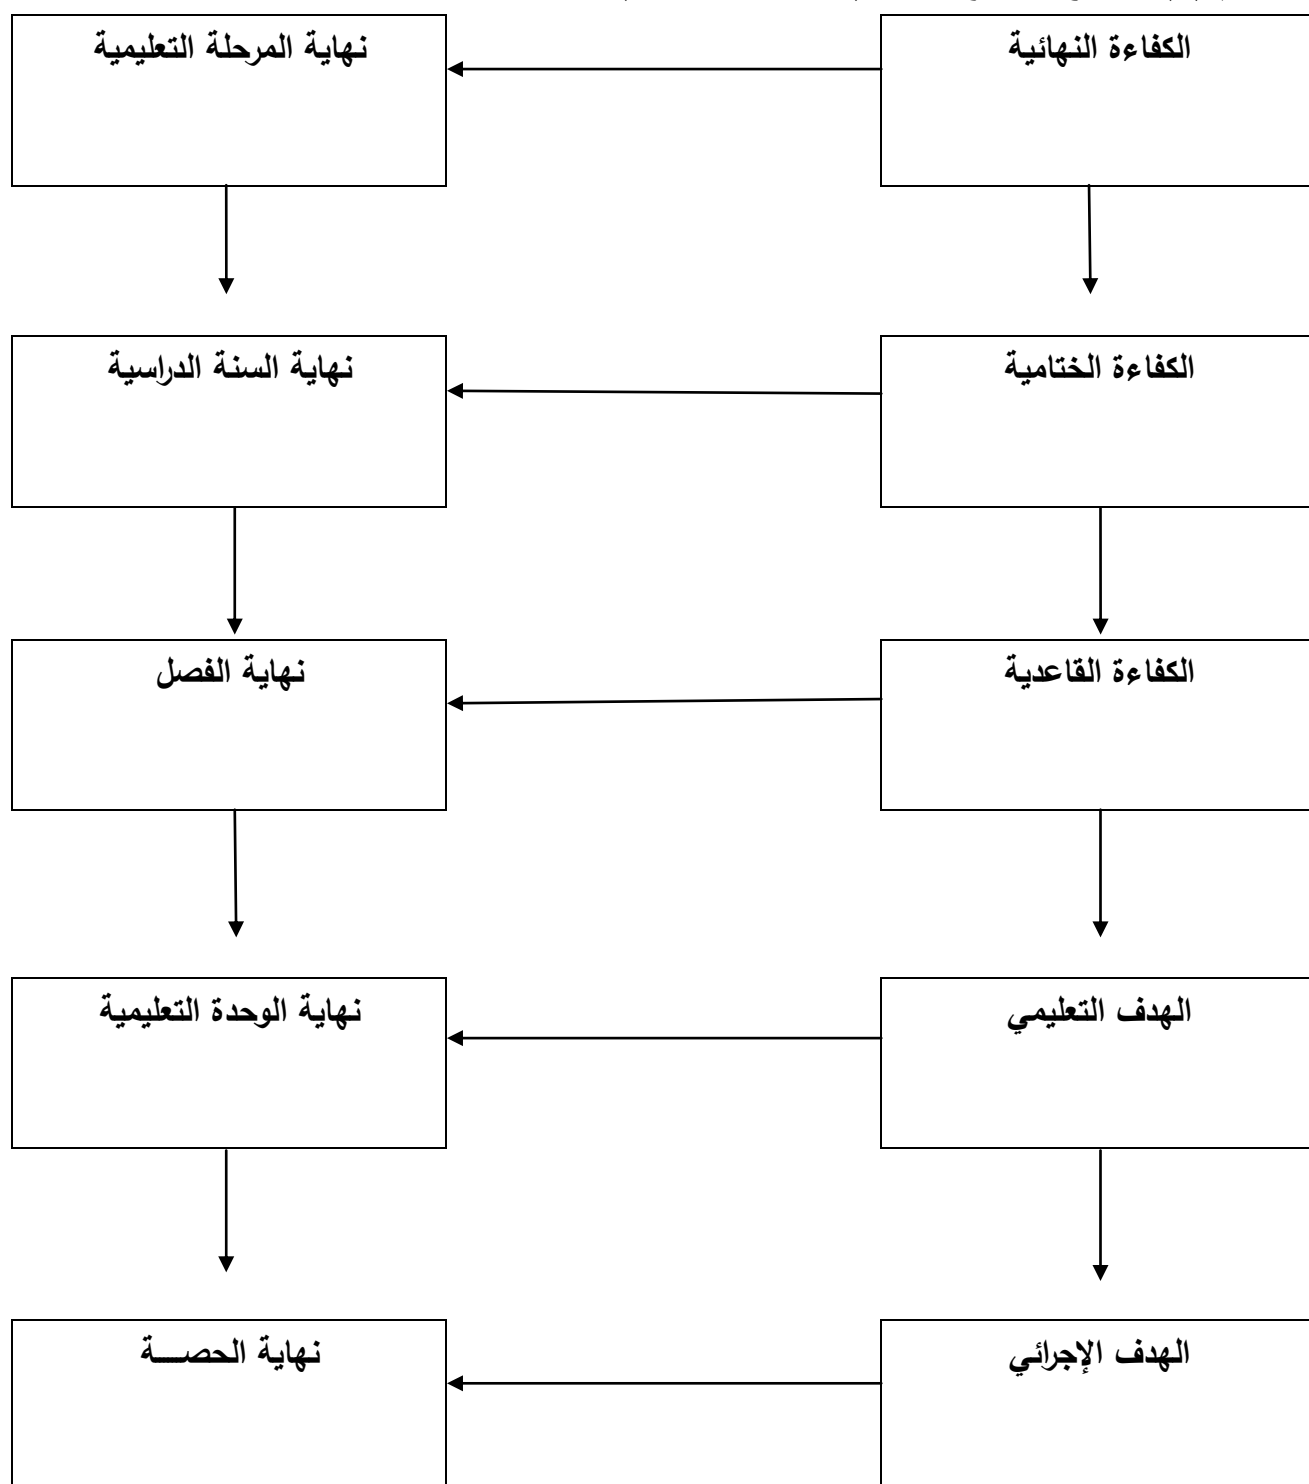 الكفاءة النهائية
نهاية المرحلة التعليمية
الكفاءة الختامية
نهاية السنة الدراسية
الكفاءة القاعدية
نهاية الفصل
الهدف التعليمي
نهاية الوحدة التعليمية
الهدف الإجرائي
نهاية الحصـــة